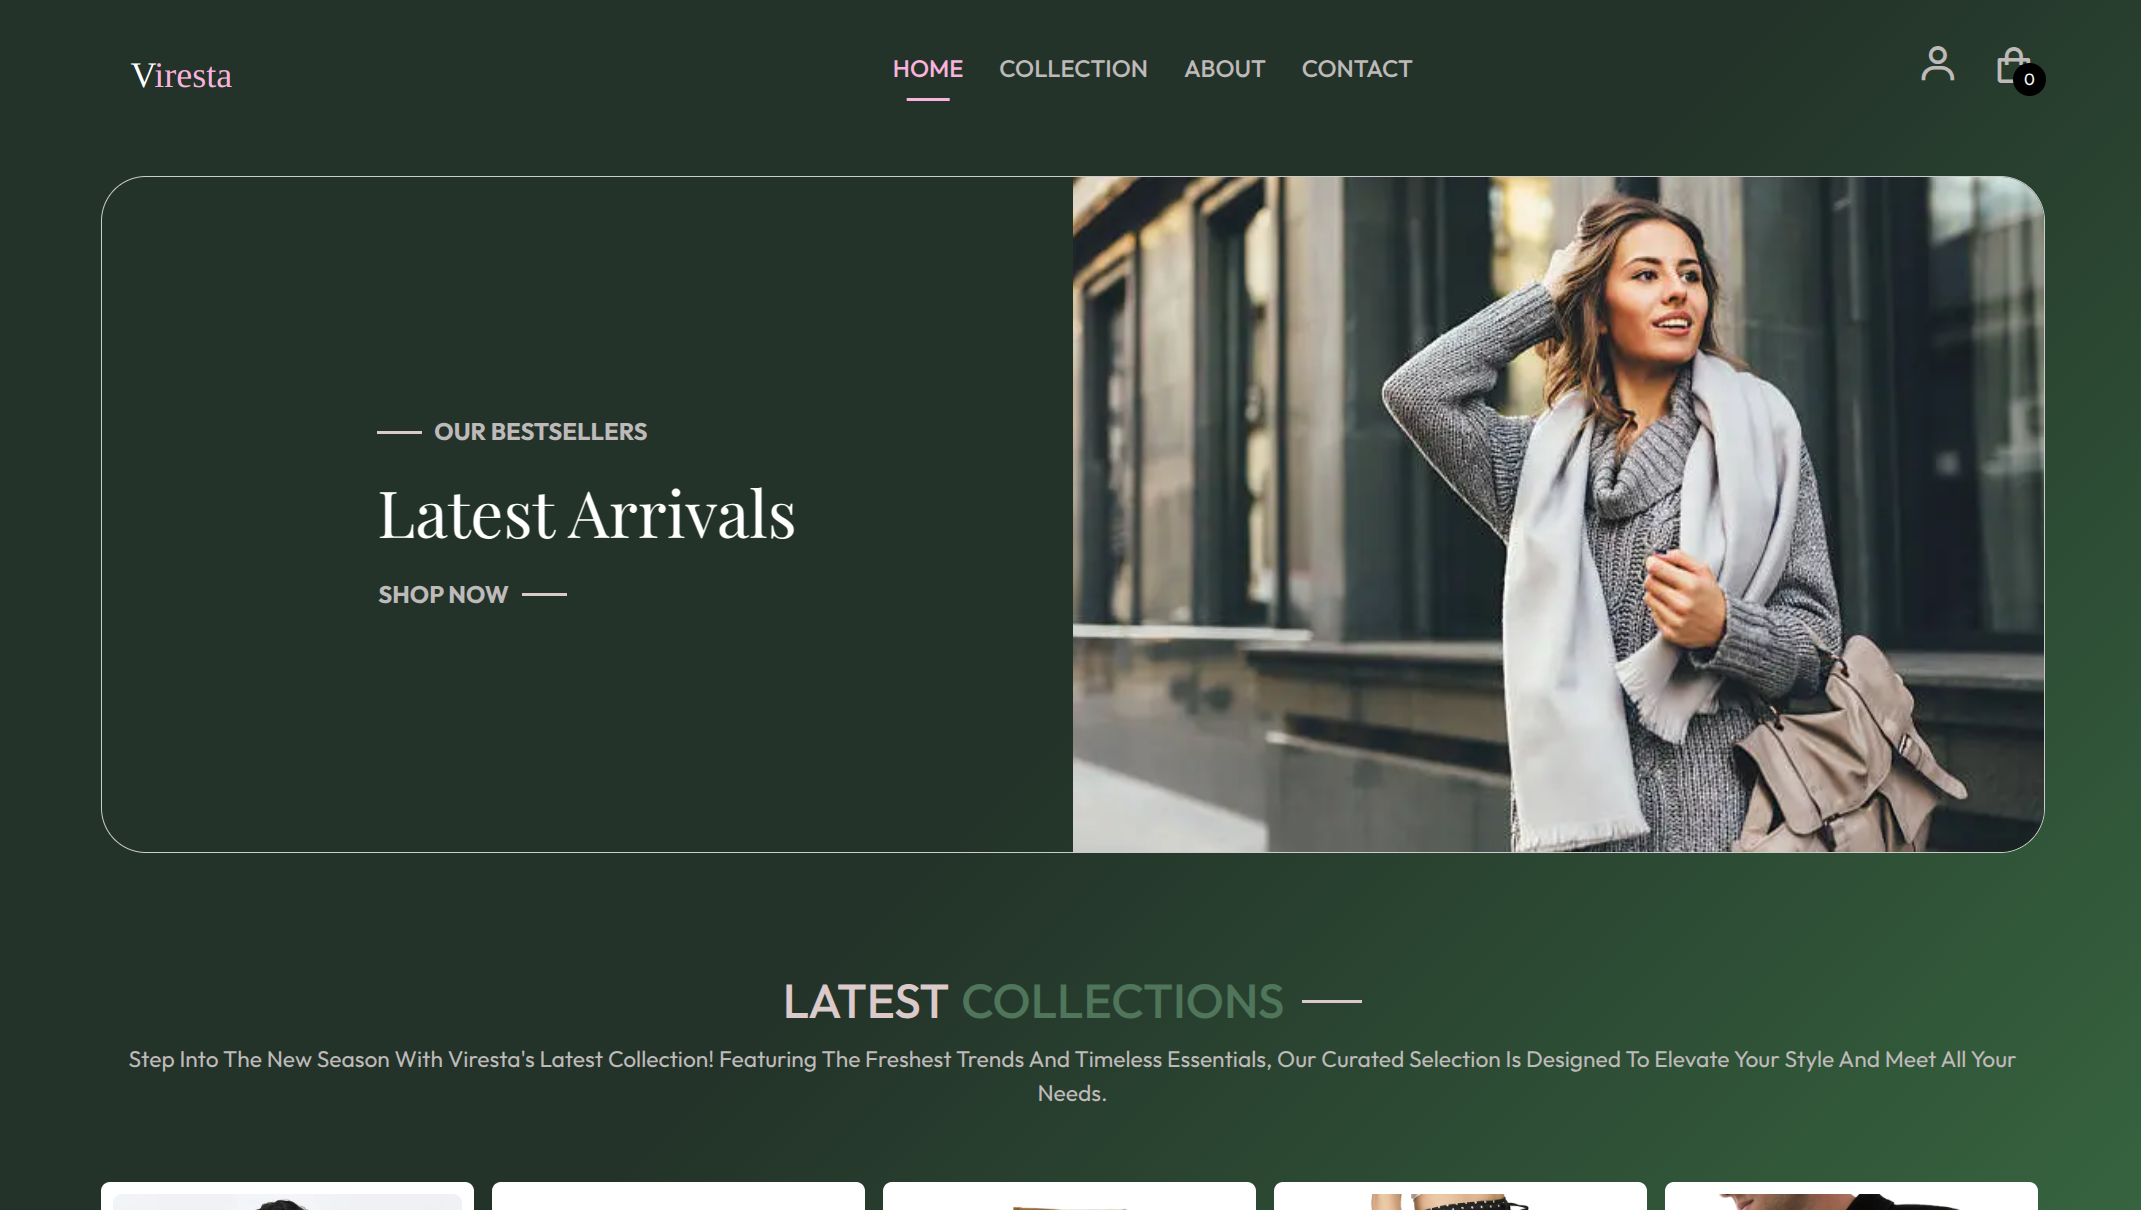 Viresta
HOME
COLLECTION
ABOUT
CONTACT
0
OUR BESTSELLERS
Latest Arrivals
SHOP NOW
LATEST COLLECTIONS
Step Into The New Season With Viresta's Latest Collection! Featuring The Freshest Trends And Timeless Essentials, Our Curated Selection Is Designed To Elevate Your Style And Meet All Your
Needs.